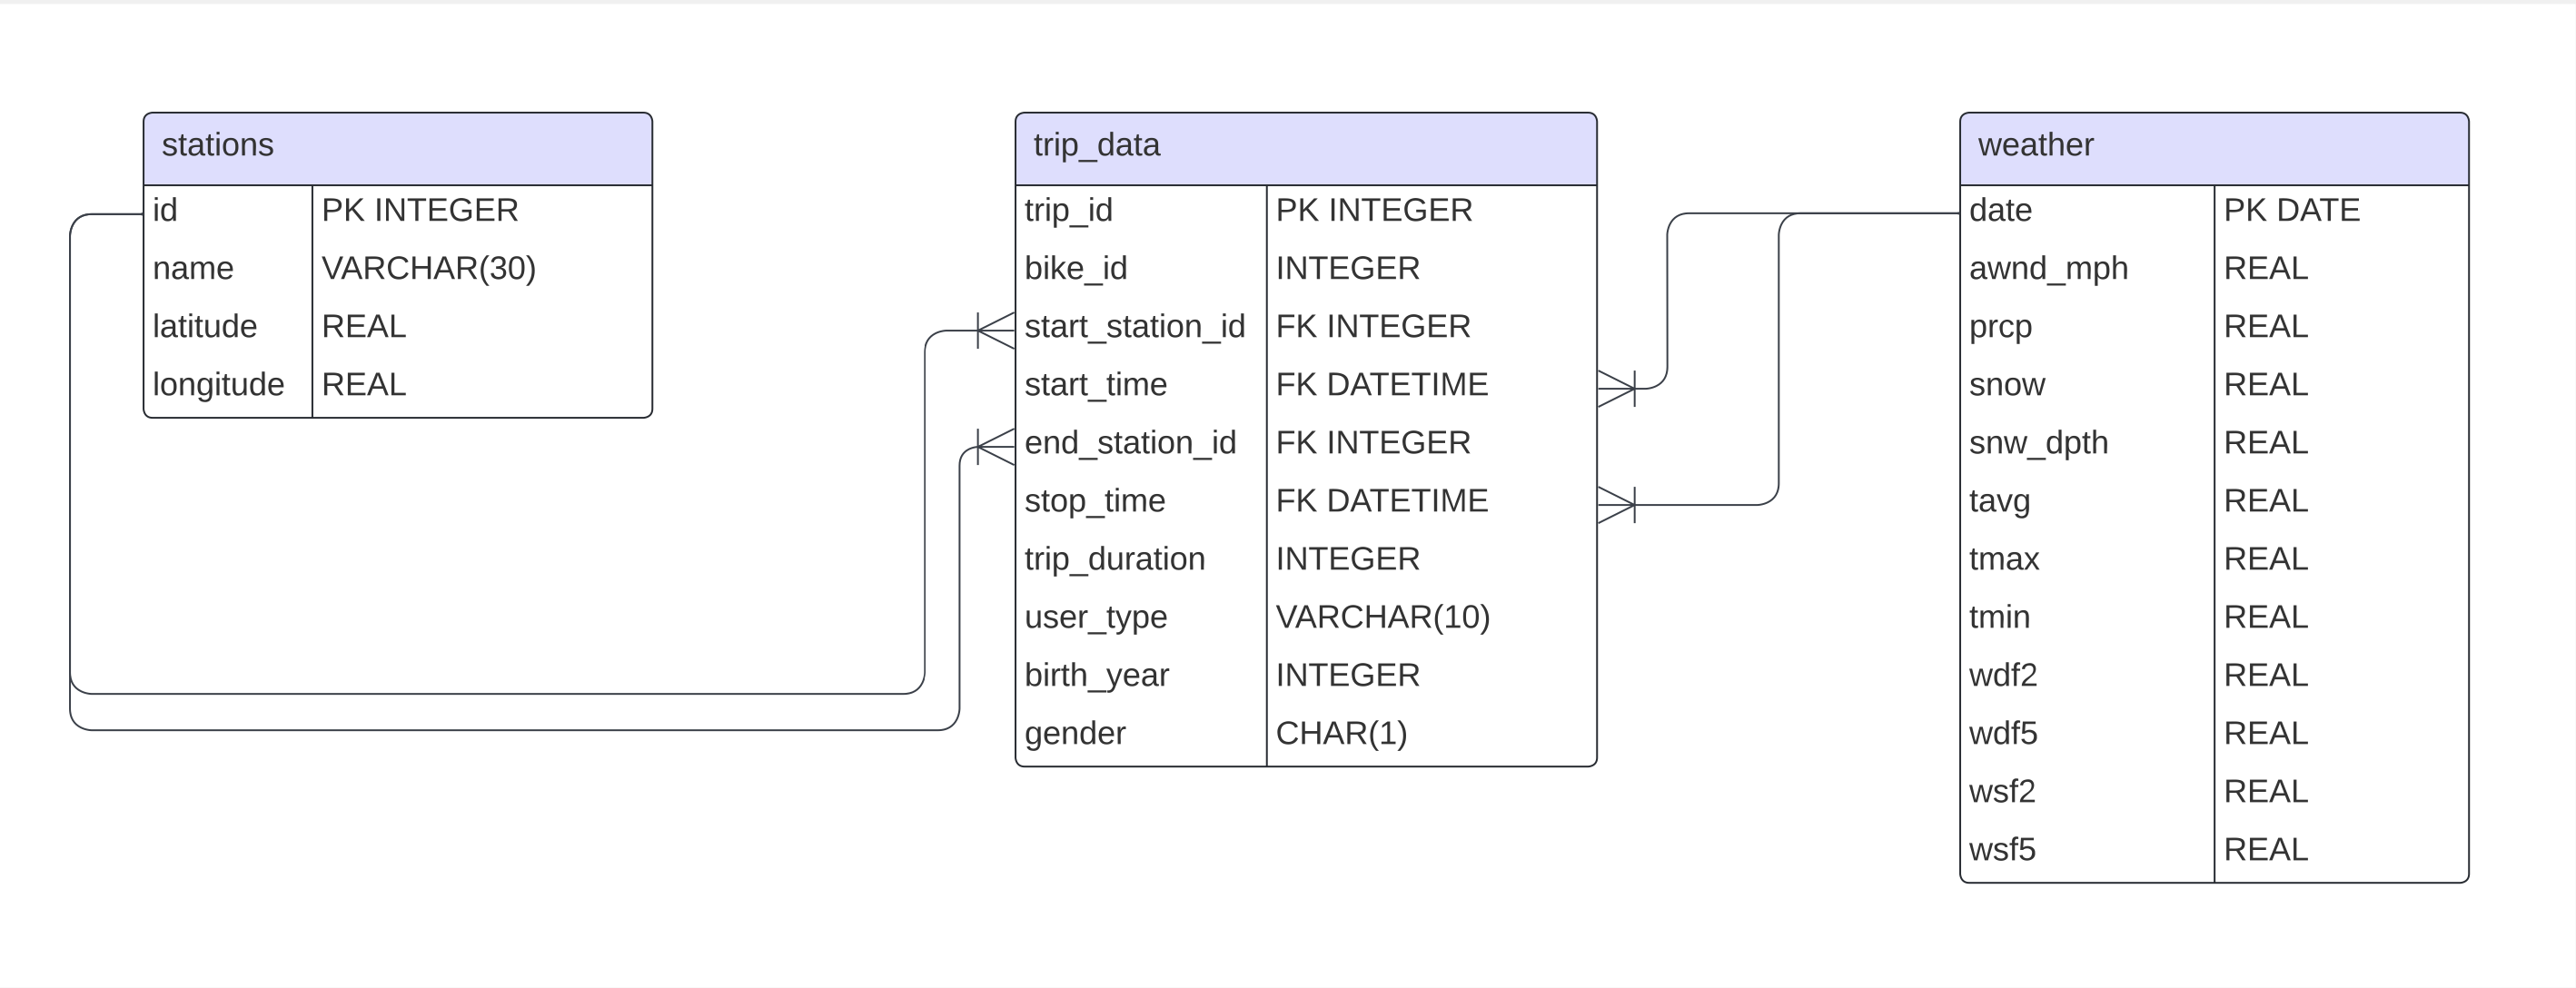 stations
id PK INTEGER
name VARCHAR(30)
latitude REAL
longitude REAL
trip_data
trip_id PK INTEGER
bike_id INTEGER
start_station_id FK INTEGER
start_time FK DATETIME
end_station_id FK INTEGER
stop_time FK DATETIME
trip_duration INTEGER
user_type VARCHAR(10)
birth_year INTEGER
gender CHAR(1)
weather
date PK DATE
awnd_mph REAL
prcp REAL
snow REAL
snw_dpth REAL
tavg REAL
tmax REAL
tmin REAL
wdf2 REAL
wdf5 REAL
wsf2 REAL
wsf5 REAL